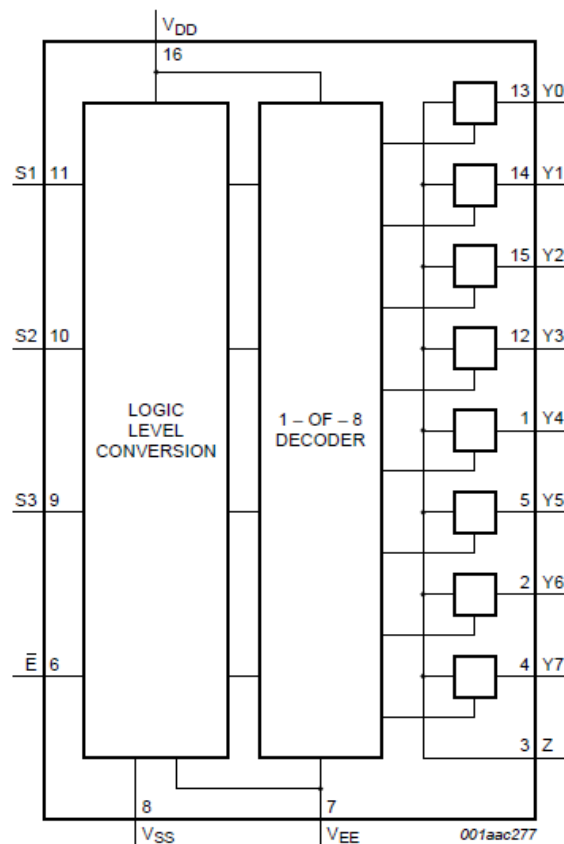 VDD
16
13 Y0
S1 11
14 Y1
15 Y2
S2 10
12 Y3
LOGIC
LEVEL
CONVERSION
1 – OF – 8
DECODER
1 Y4
S3 9
5 Y5
2 Y6
E̅ 6
4 Y7
3 Z
8
7
VSS
VEE
001aac277